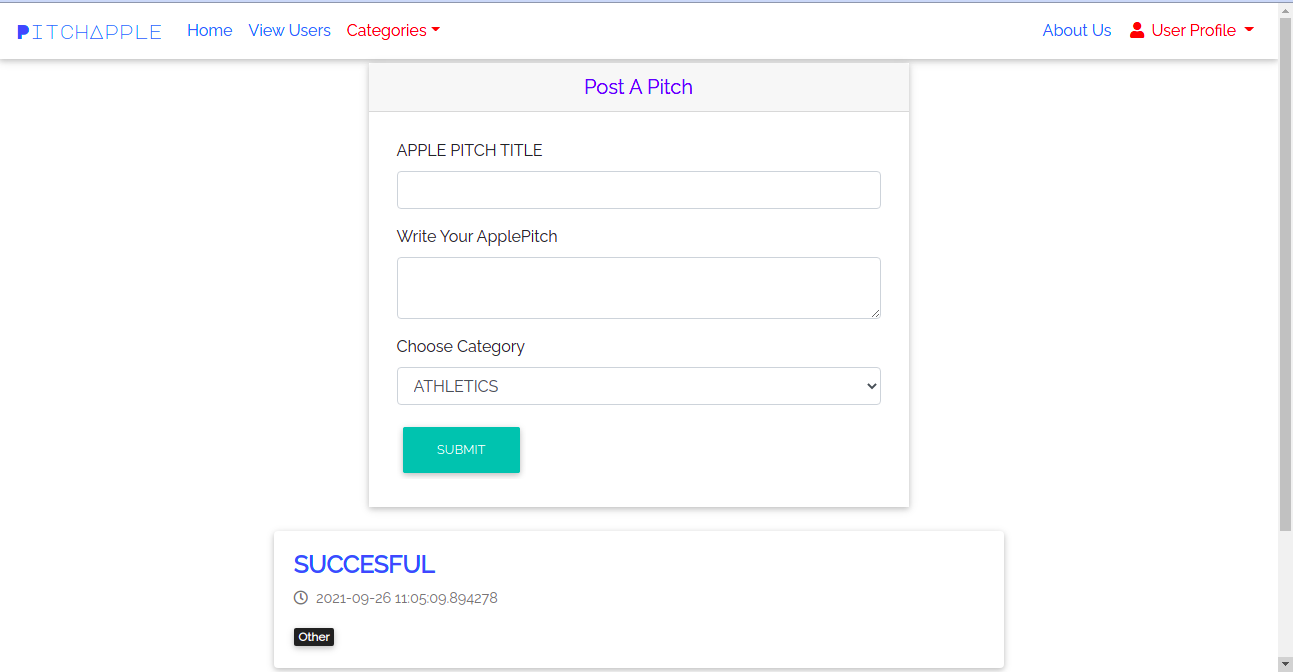 PITCHAPPLE Home View Users Categories About Us User Profile
Post A Pitch
APPLE PITCH TITLE
Write Your ApplePitch
Choose Category
ATHLETICS
SUBMIT
SUCCESFUL
2021-09-26 11:05:09.894278
Other